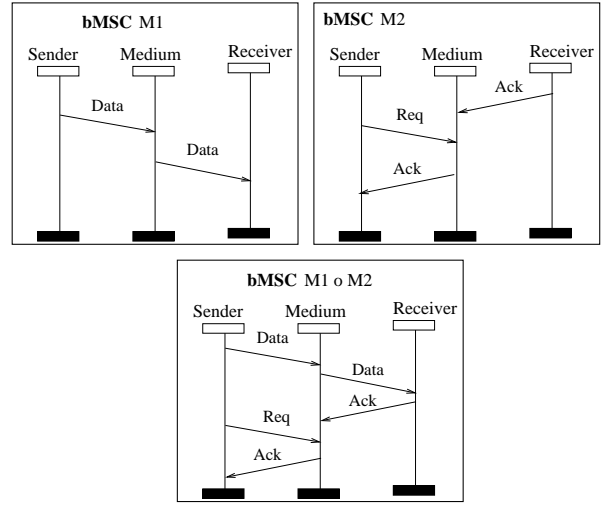 bMSC M1
Sender Medium Receiver
Data
Data
bMSC M2
Sender Medium Receiver
Ack
Req
Ack
bMSC M1 o M2
Sender Medium Receiver
Data
Data
Ack
Req
Ack